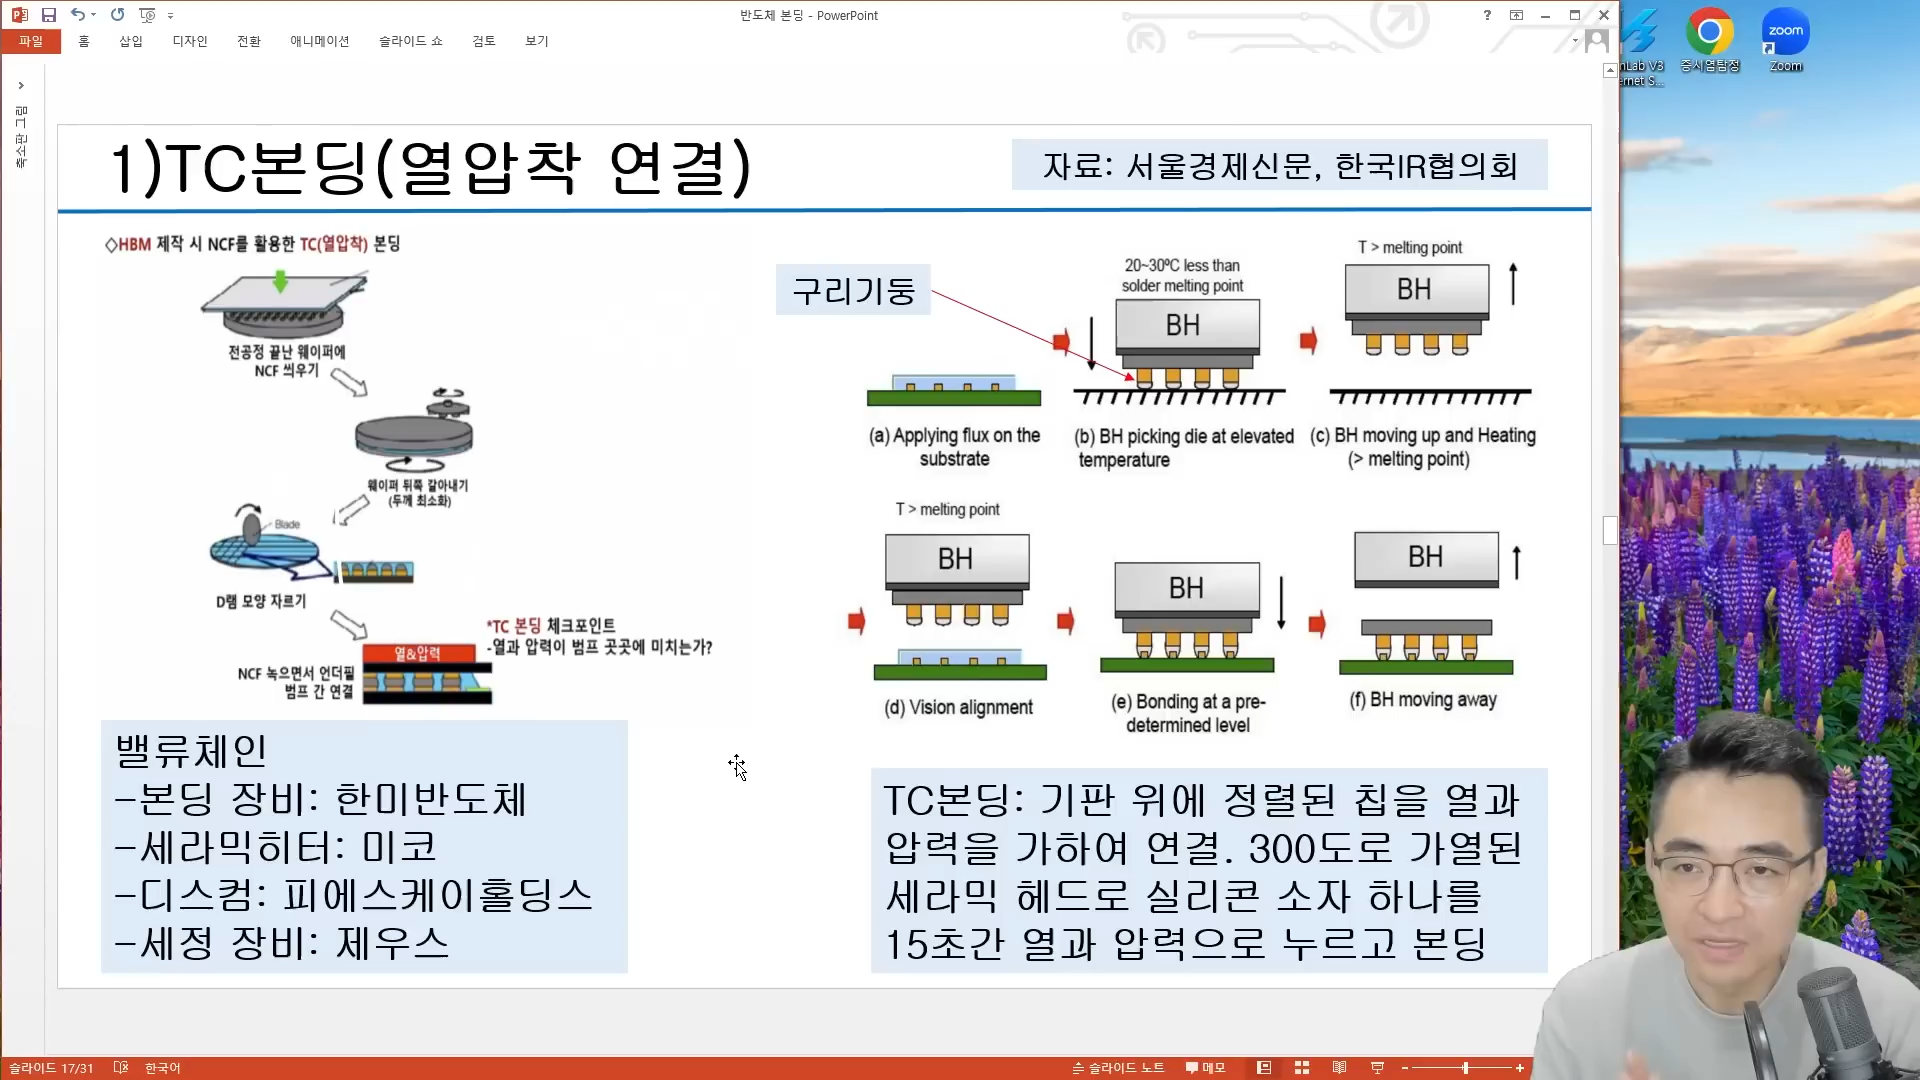 반도체 본딩 - PowerPoint
파일
홈
삽입
디자인
전환
애니메이션
슬라이드 쇼
검토
보기
축소판 그림
1)TC본딩(열압착 연결)
자료: 서울경제신문, 한국IR협의회
◇HBM 제작 시 NCF를 활용한 TC(열압착) 본딩
전공정 끝난 웨이퍼에
NCF 씌우기
웨이퍼 뒤쪽 갈아내기
(두께 최소화)
Blade
D램 모양 자르기
*TC 본딩 체크포인트
-열과 압력이 범프 곳곳에 미치는가?
열&압력
NCF 녹으면서 언더필
범프 간 연결
구리기둥
20~30ºC less than
solder melting point
BH
T > melting point
BH
(a) Applying flux on the
substrate
(b) BH picking die at elevated
temperature
(c) BH moving up and Heating
(> melting point)
T > melting point
BH
BH
BH
(d) Vision alignment
(e) Bonding at a pre-
determined level
(f) BH moving away
밸류체인
-본딩 장비: 한미반도체
-세라믹히터: 미코
-디스컴: 피에스케이홀딩스
-세정 장비: 제우스
TC본딩: 기판 위에 정렬된 칩을 열과
압력을 가하여 연결. 300도로 가열된
세라믹 헤드로 실리콘 소자 하나를
15초간 열과 압력으로 누르고 본딩
슬라이드 17/31
한국어
슬라이드 노트
메모
nLab V3
ernet S...
증시염탐정
zoom
Zoom